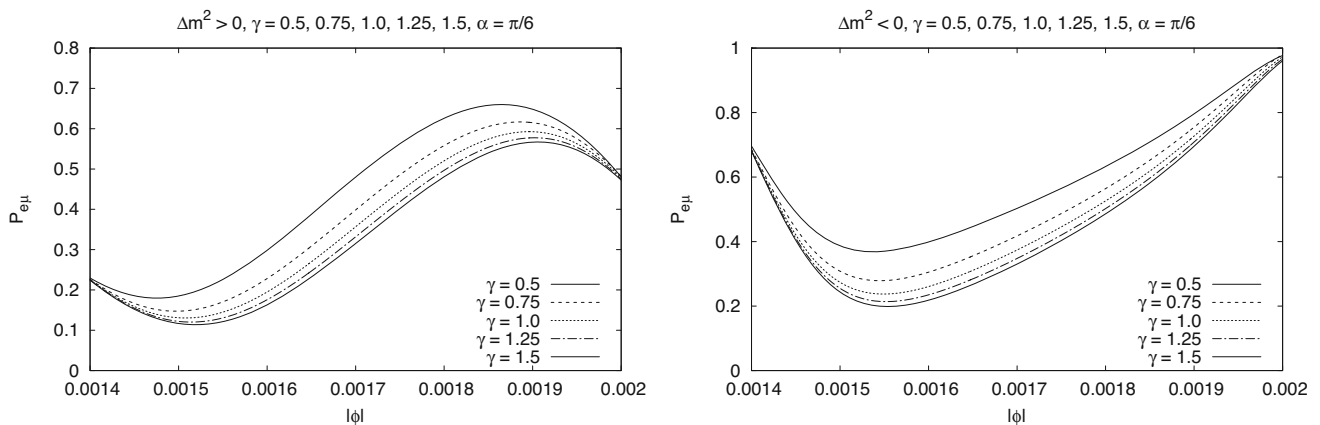 Δm² > 0, γ = 0.5, 0.75, 1.0, 1.25, 1.5, α = π/6
0.8
0.7
0.6
0.5
0.4
0.3
0.2
0.1
0
P_{eμ}
γ = 0.5
γ = 0.75
γ = 1.0
γ = 1.25
γ = 1.5
0.0014 0.0015 0.0016 0.0017 0.0018 0.0019 0.002
|ϕ|
Δm² < 0, γ = 0.5, 0.75, 1.0, 1.25, 1.5, α = π/6
1
0.8
0.6
0.4
0.2
0
P_{eμ}
γ = 0.5
γ = 0.75
γ = 1.0
γ = 1.25
γ = 1.5
0.0014 0.0015 0.0016 0.0017 0.0018 0.0019 0.002
|ϕ|